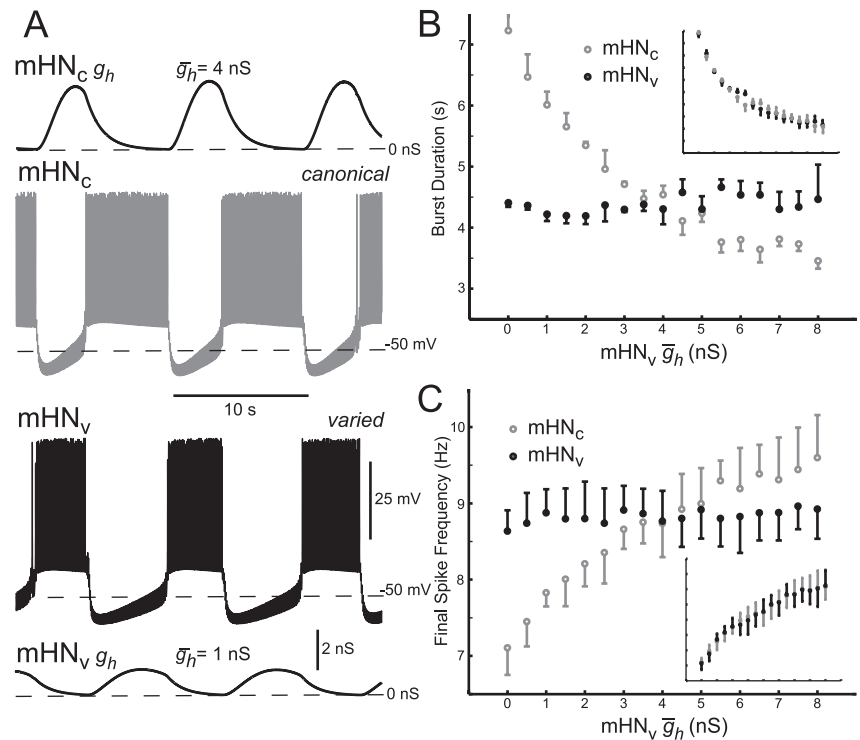 A
mHNc gh
g̅h= 4 nS
0 nS
mHNc
canonical
-50 mV
10 s
mHNv
varied
25 mV
-50 mV
2 nS
mHNv gh
g̅h= 1 nS
0 nS
B
mHNc
mHNv
Burst Duration (s)
7
6
5
4
3
0 1 2 3 4 5 6 7 8
mHNv g̅h (nS)
C
mHNc
mHNv
Final Spike Frequency (Hz)
10
9
8
7
0 1 2 3 4 5 6 7 8
mHNv g̅h (nS)